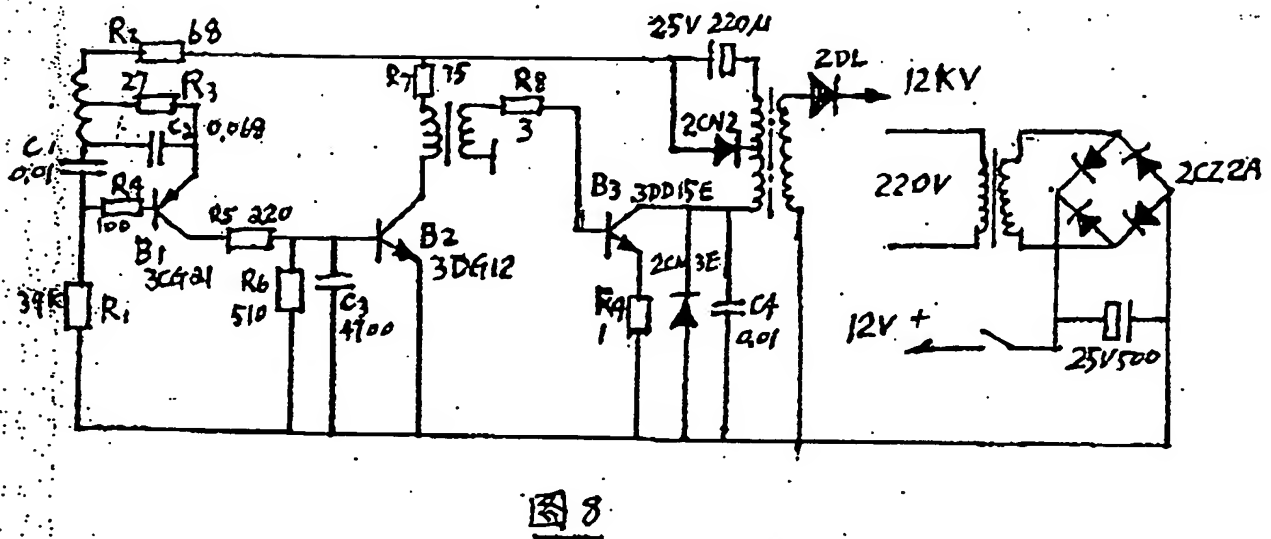 R2 68
25V 220μ
2DL
12KV
27 R3
R7 75
R8
3
C2 0,068
2CN2
C1
0,01
R4
100
220V
2CZ2A
B3 3DD15E
R5 220
B1
3CG21
B2
3DG12
2CN3E
39K R1
R6
510
C3
4700
R9
1
C4
0,01
12V +
25V500
图 8